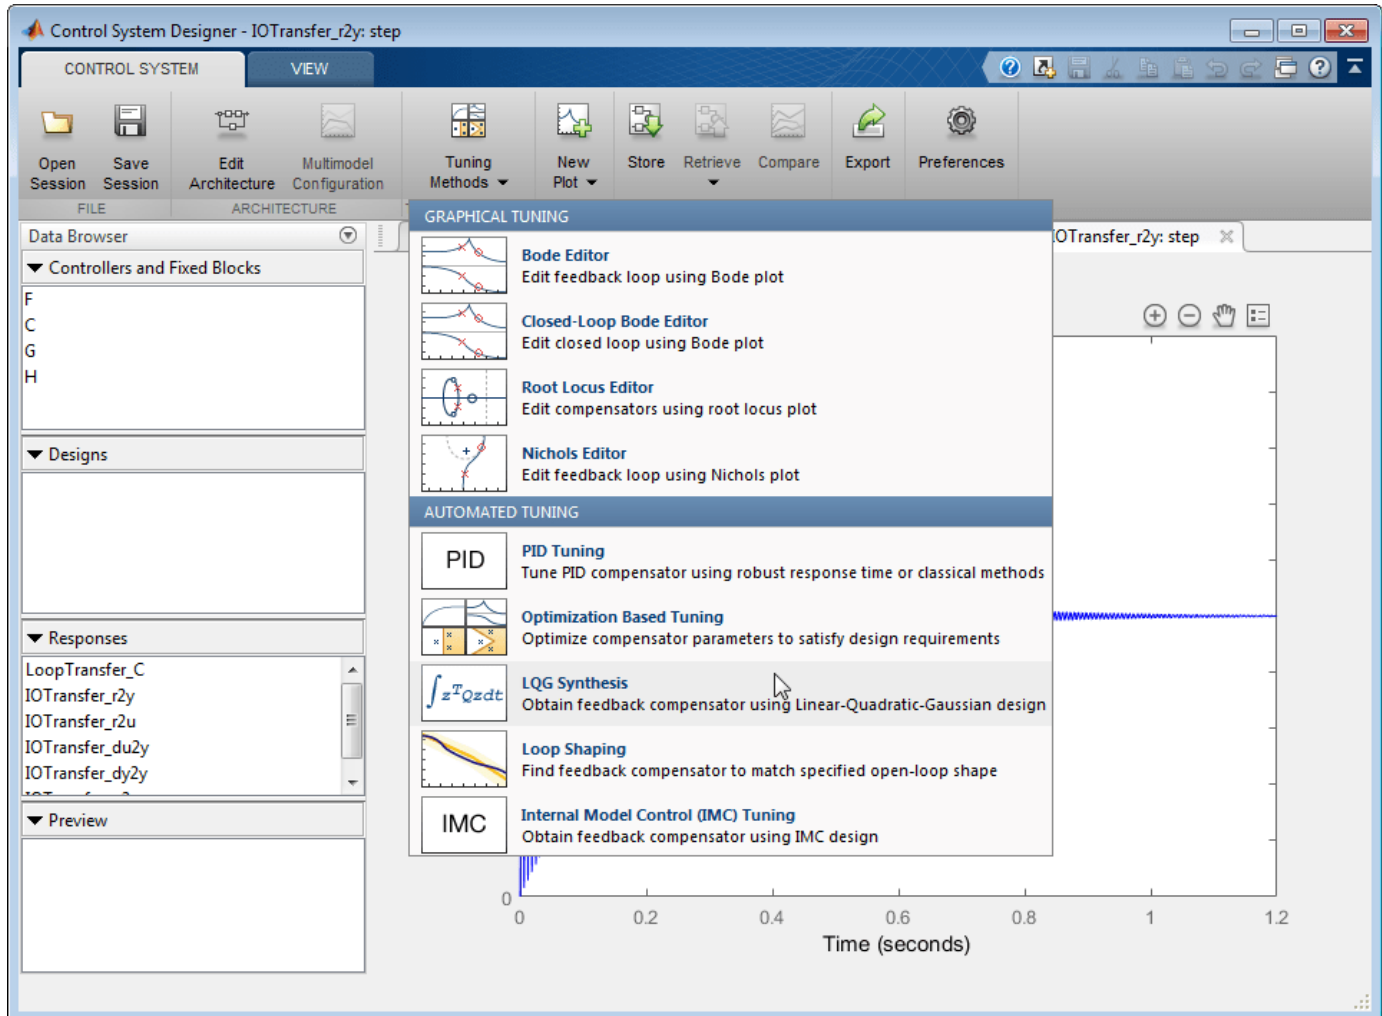 Control System Designer - IOTransfer_r2y: step
CONTROL SYSTEM
VIEW
Open Session
Save Session
Edit Architecture
Multimodel Configuration
Tuning Methods
New Plot
Store
Retrieve
Compare
Export
Preferences
FILE
ARCHITECTURE
Data Browser
Controllers and Fixed Blocks
F
C
G
H
Designs
Responses
LoopTransfer_C
IOTransfer_r2y
IOTransfer_r2u
IOTransfer_du2y
IOTransfer_dy2y
Preview
GRAPHICAL TUNING
Bode Editor
Edit feedback loop using Bode plot
Closed-Loop Bode Editor
Edit closed loop using Bode plot
Root Locus Editor
Edit compensators using root locus plot
Nichols Editor
Edit feedback loop using Nichols plot
AUTOMATED TUNING
PID
PID Tuning
Tune PID compensator using robust response time or classical methods
Optimization Based Tuning
Optimize compensator parameters to satisfy design requirements
∫zᵀQzdt
LQG Synthesis
Obtain feedback compensator using Linear-Quadratic-Gaussian design
Loop Shaping
Find feedback compensator to match specified open-loop shape
IMC
Internal Model Control (IMC) Tuning
Obtain feedback compensator using IMC design
IOTransfer_r2y: step
0
0 0.2 0.4 0.6 0.8 1 1.2
Time (seconds)